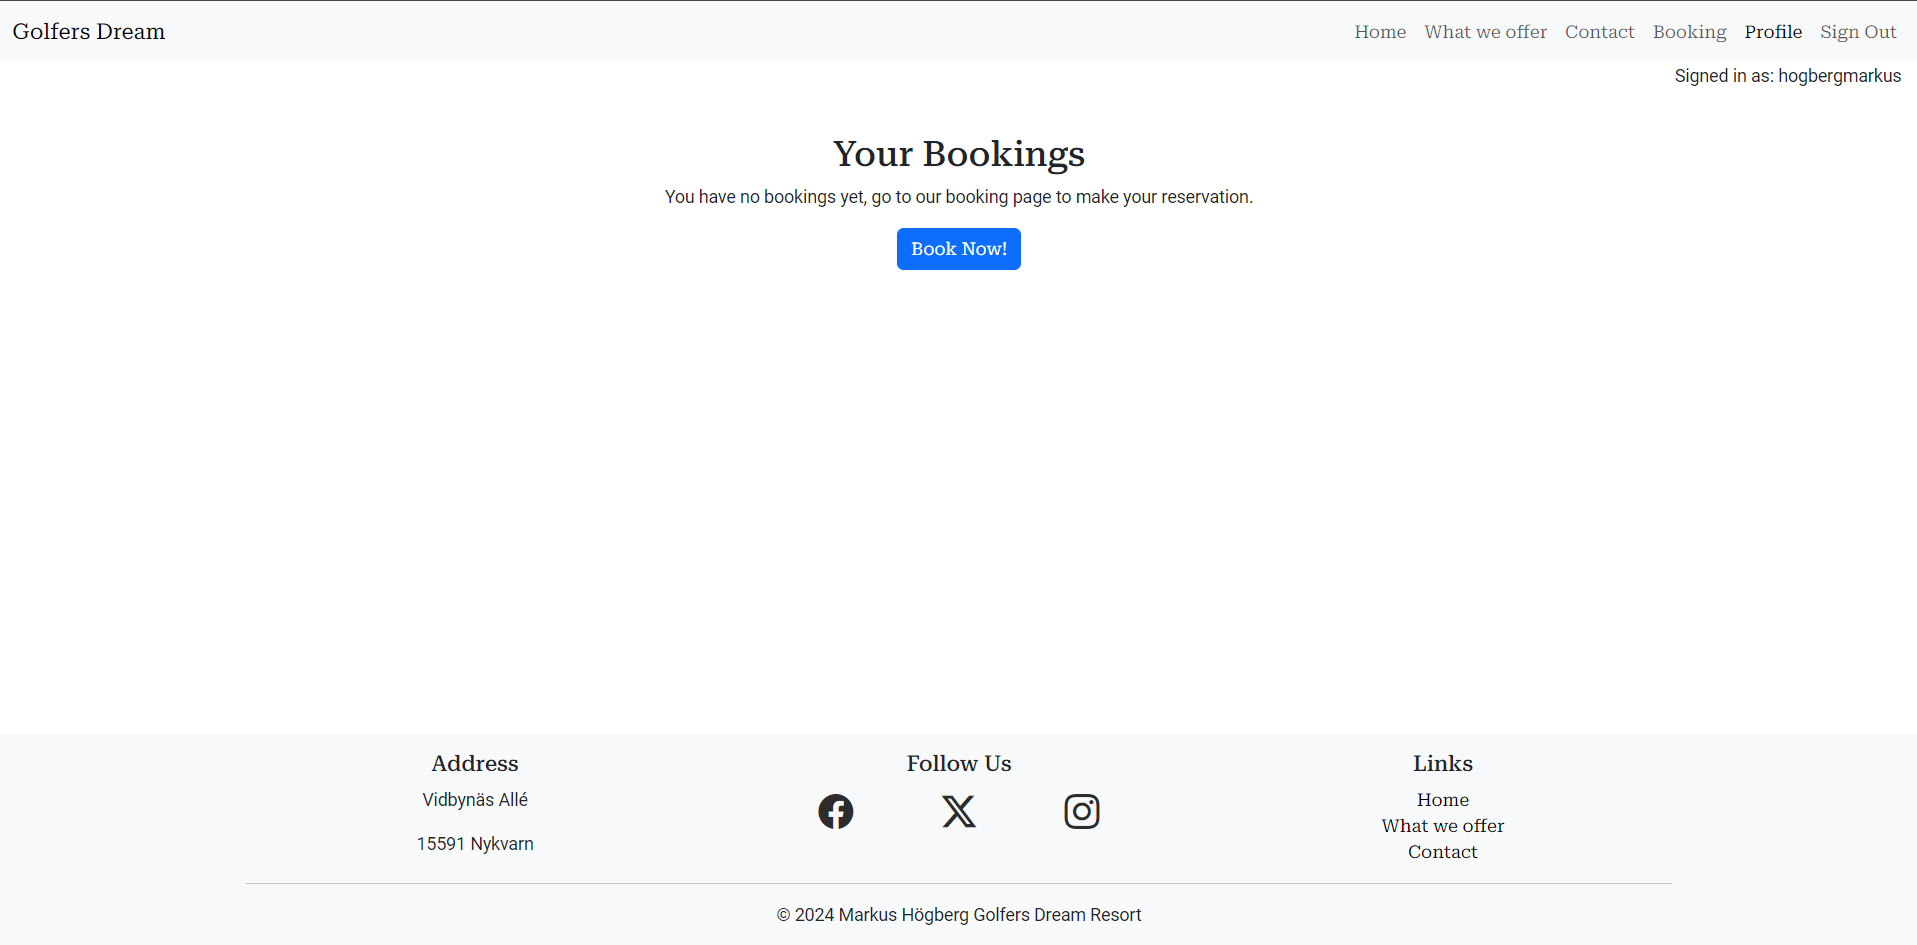 Golfers Dream
Home What we offer Contact Booking Profile Sign Out
Signed in as: hogbergmarkus
Your Bookings
You have no bookings yet, go to our booking page to make your reservation.
Book Now!
Address
Vidbynäs Allé
15591 Nykvarn
Follow Us
Links
Home
What we offer
Contact
© 2024 Markus Högberg Golfers Dream Resort